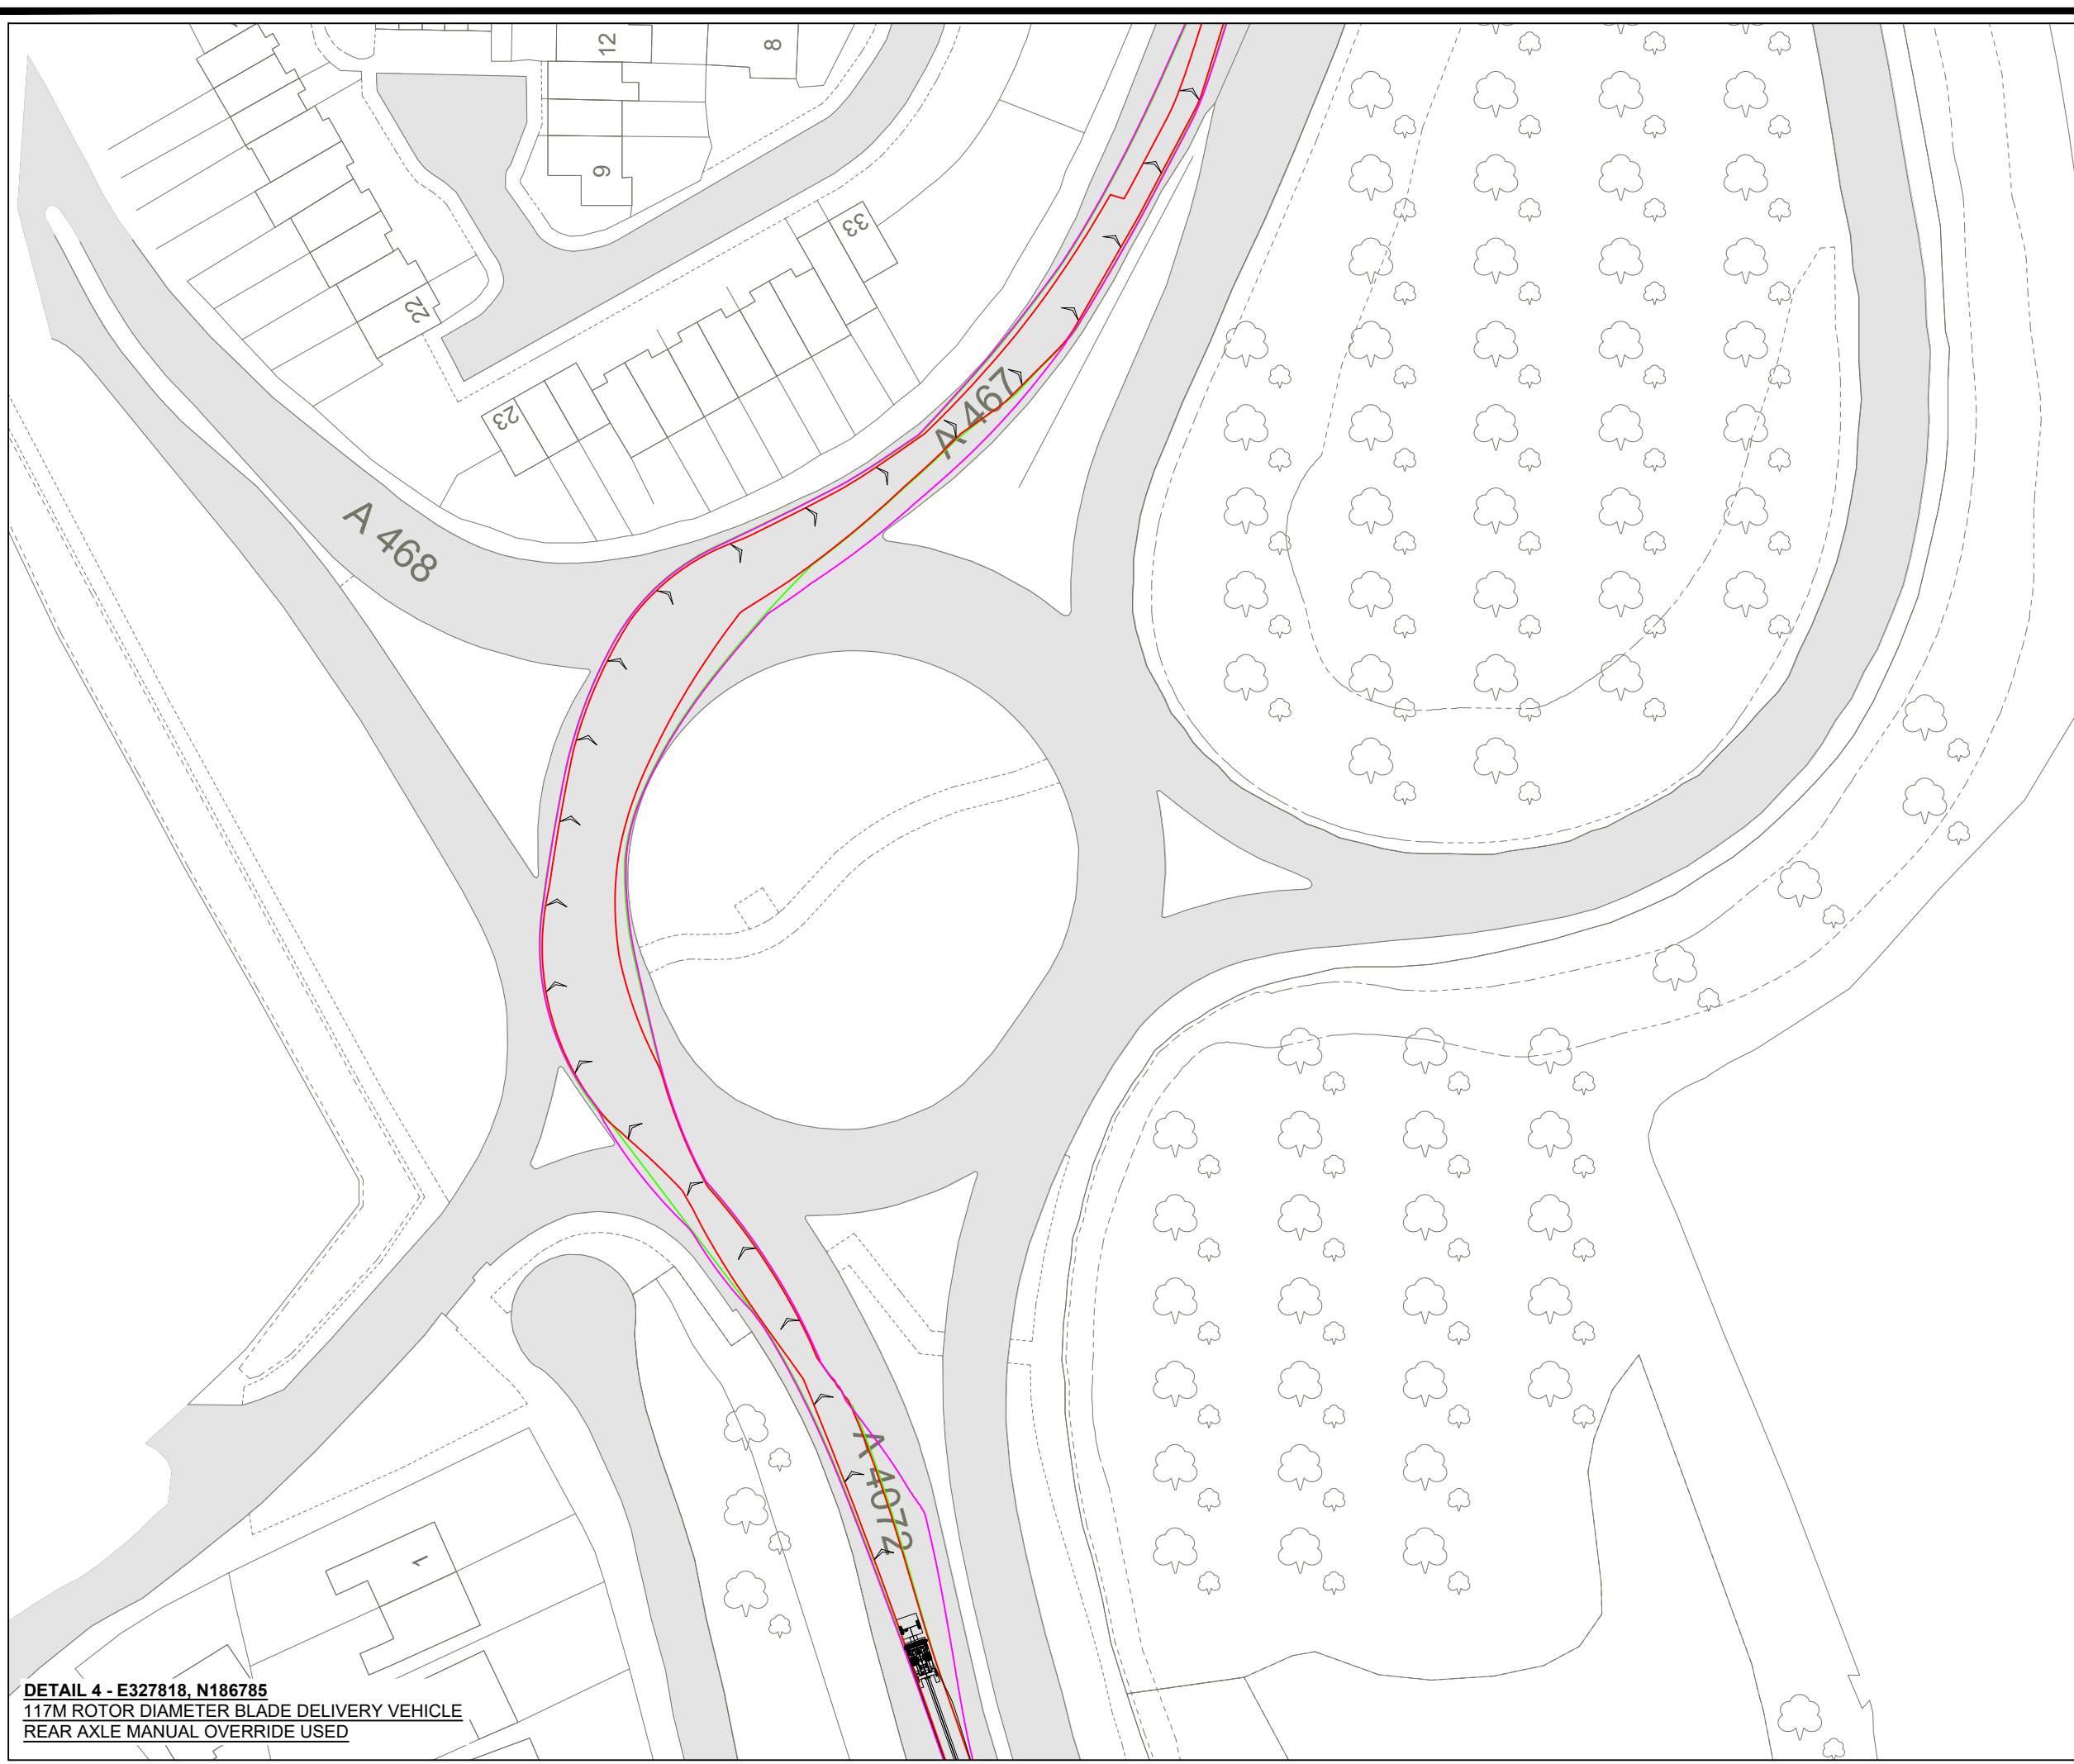 12
8
9
33
22
23
A 467
A 468
A 4072
1
DETAIL 4 - E327818, N186785
117M ROTOR DIAMETER BLADE DELIVERY VEHICLE
REAR AXLE MANUAL OVERRIDE USED